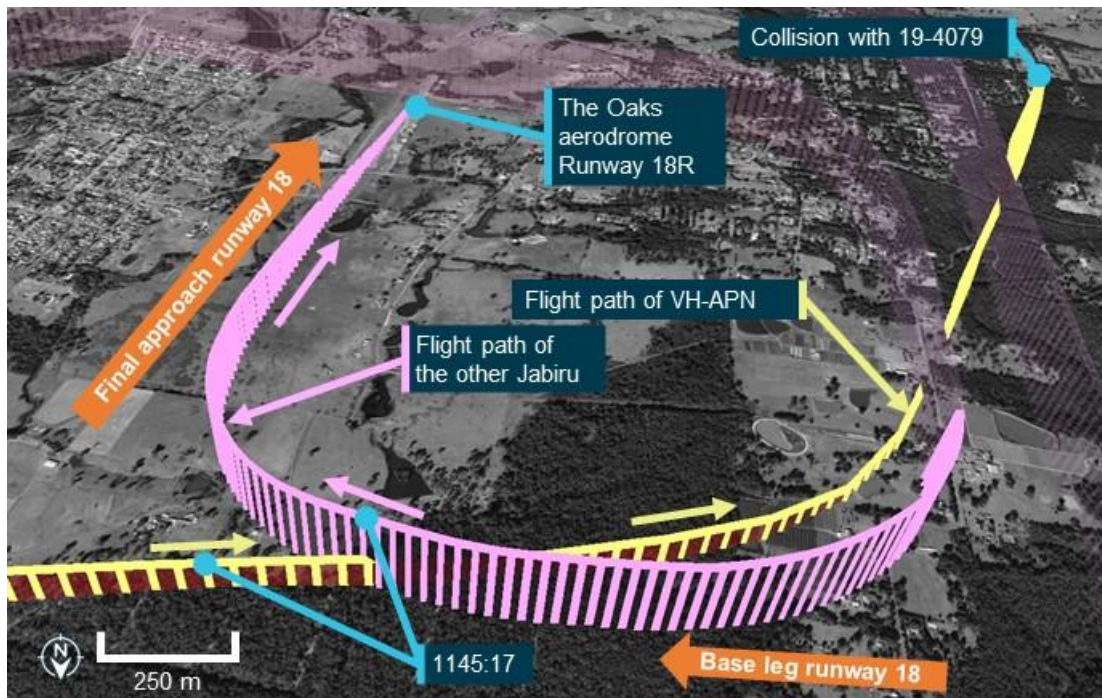 Collision with 19-4079
The Oaks
aerodrome
Runway 18R
Final approach runway 18
Flight path of VH-APN
Flight path of
the other Jabiru
1145:17
Base leg runway 18
N
250 m